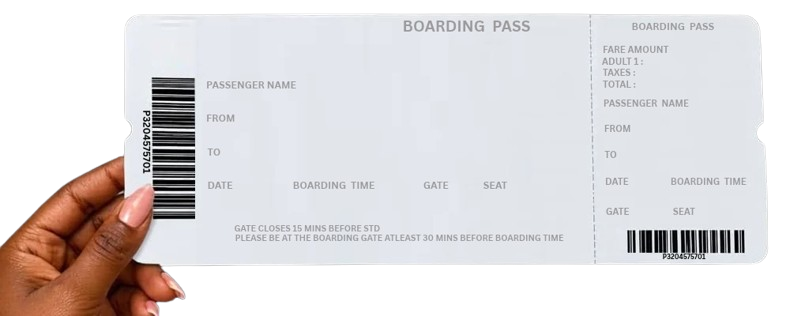 BOARDING PASS
P3204575701
PASSENGER NAME
FROM
TO
DATE BOARDING TIME GATE SEAT
GATE CLOSES 15 MINS BEFORE STD
PLEASE BE AT THE BOARDING GATE ATLEAST 30 MINS BEFORE BOARDING TIME
BOARDING PASS
FARE AMOUNT
ADULT 1 :
TAXES :
TOTAL :
PASSENGER NAME
FROM
TO
DATE BOARDING TIME
GATE SEAT
P3204575701